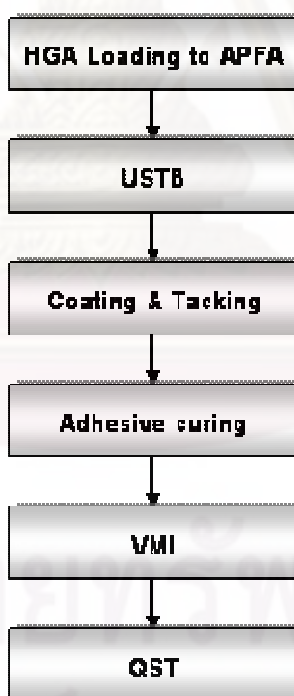 HGA Loading to APFA
USTB
Coating & Tacking
Adhesive curing
VMI
QST